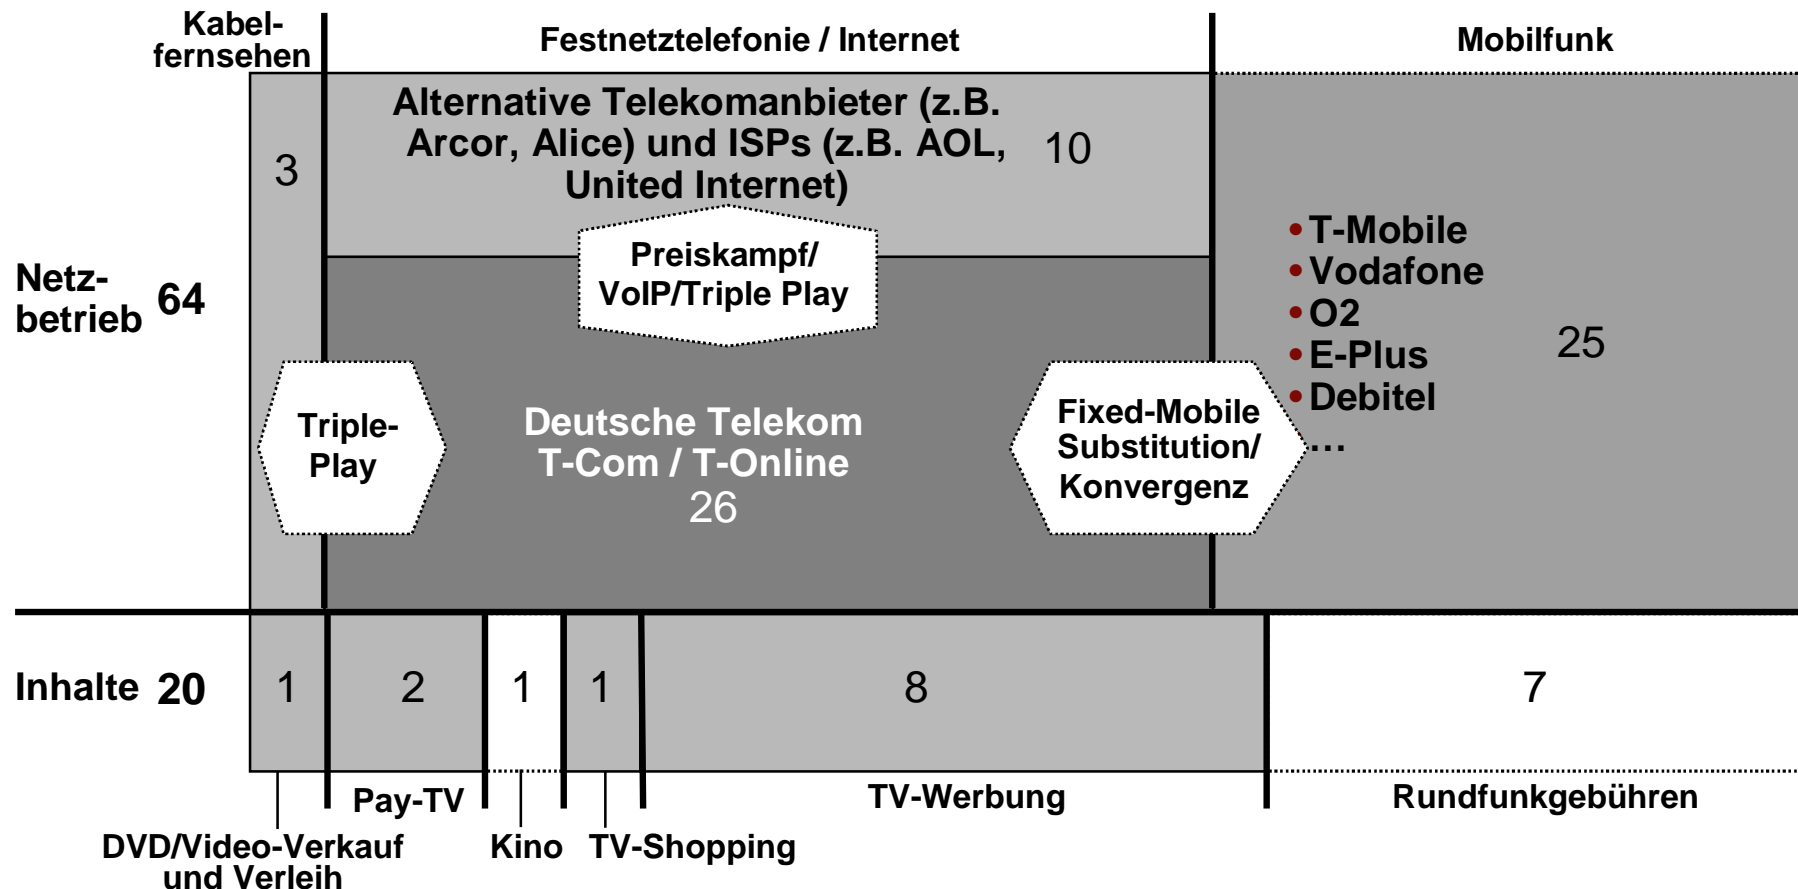 Kabel-
fernsehen
Festnetztelefonie / Internet
Mobilfunk
Alternative Telekomanbieter (z.B.
Arcor, Alice) und ISPs (z.B. AOL,
United Internet)
10
3
Preiskampf/
VoIP/Triple Play
Netz-
betrieb 64
• T-Mobile
• Vodafone
• O2
• E-Plus
• Debitel
...
25
Triple-
Play
Deutsche Telekom
T-Com / T-Online
26
Fixed-Mobile
Substitution/
Konvergenz
Inhalte 20
1
2
1
1
8
7
Pay-TV
TV-Werbung
Rundfunkgebühren
DVD/Video-Verkauf
und Verleih
Kino
TV-Shopping